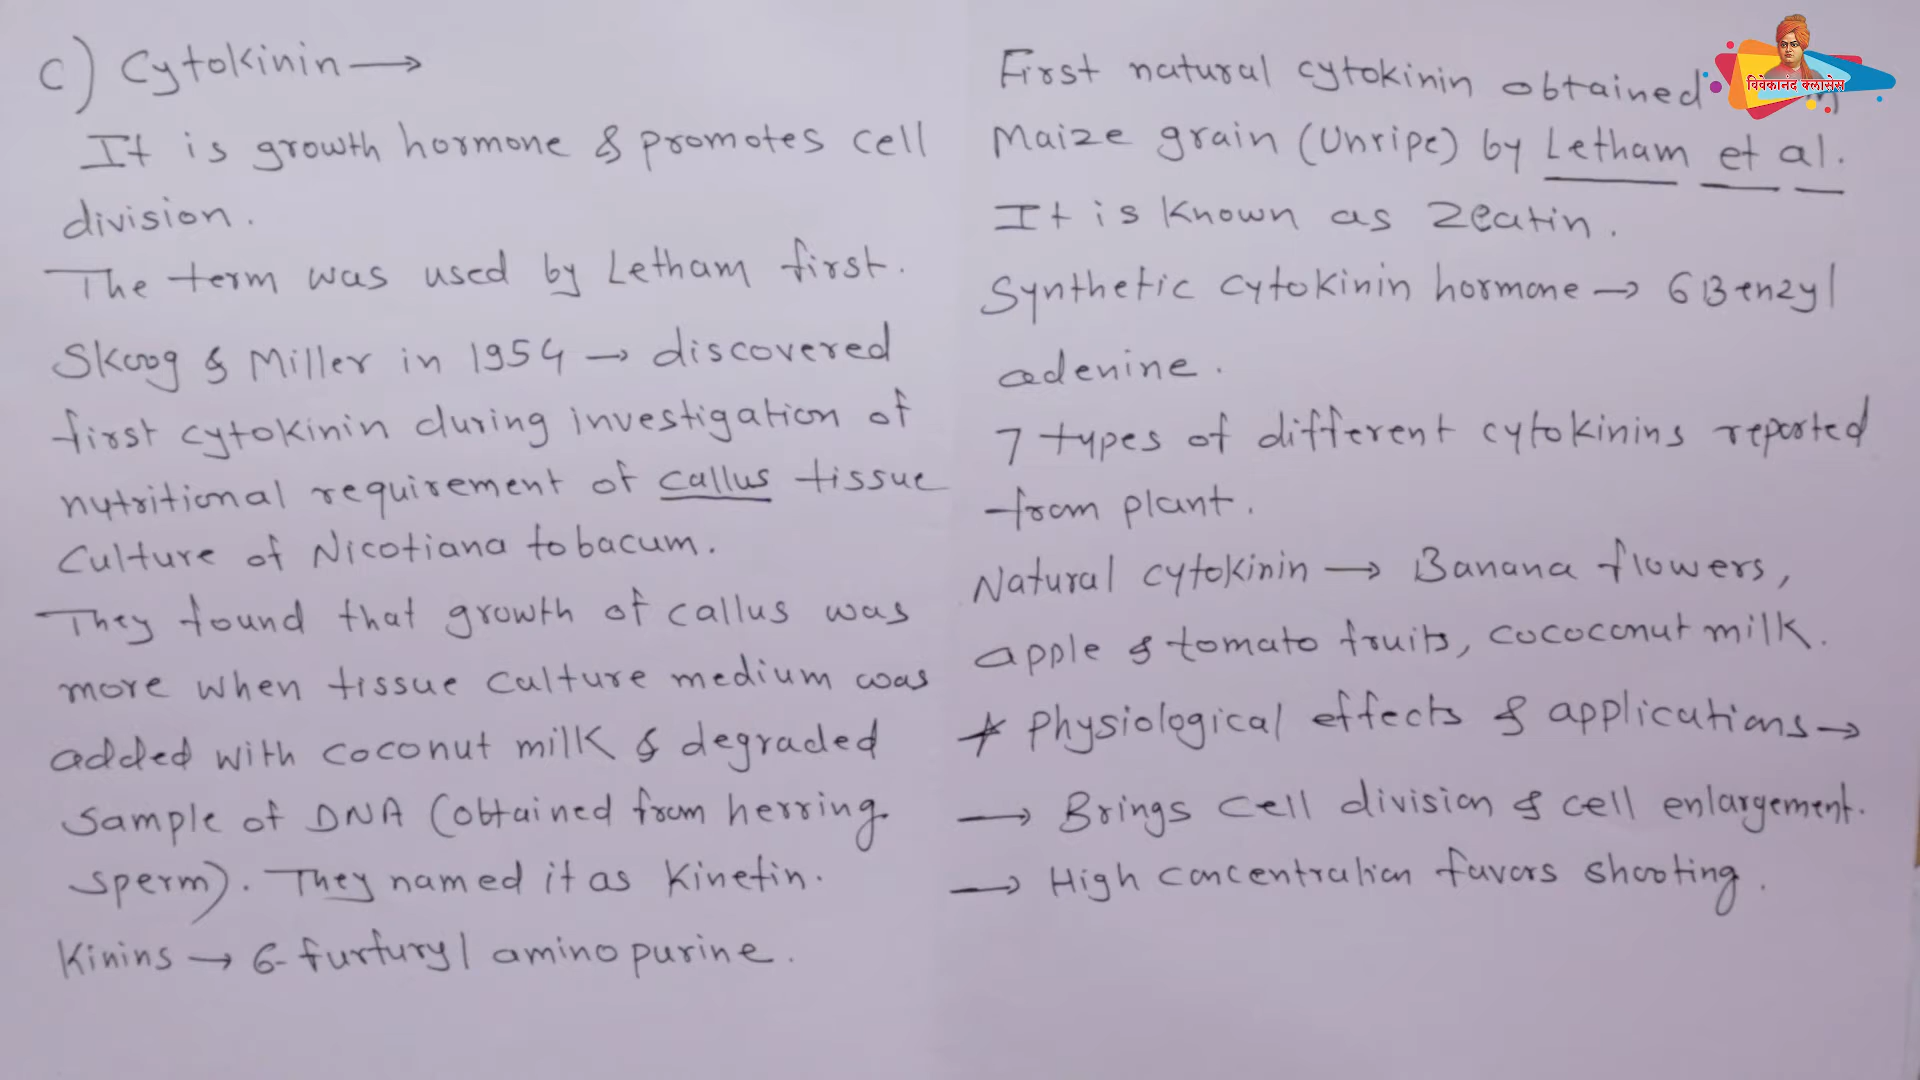 C) Cytokinin →
It is growth hormone & promotes cell
division.
The term was used by Letham first.
Skoog & Miller in 1954 → discovered
first cytokinin during investigation of
nutritional requirement of callus tissue
culture of Nicotiana tobacum.
They found that growth of callus was
more when tissue culture medium was
added with coconut milk & degraded
sample of DNA (obtained from herring
sperm). They named it as Kinetin.
Kinins → 6-furfuryl amino purine.
First natural cytokinin obtained
Maize grain (Unripe) by Letham et al.
It is known as Zeatin.
Synthetic cytokinin hormone → 6 Benzyl
adenine.
7 types of different cytokinins reported
from plant.
Natural cytokinin → Banana flowers,
apple & tomato fruits, cococonut milk.
* Physiological effects & applications →
→ Brings cell division & cell enlargement.
→ High concentration favors shooting.
विवेकानंद क्लासेस